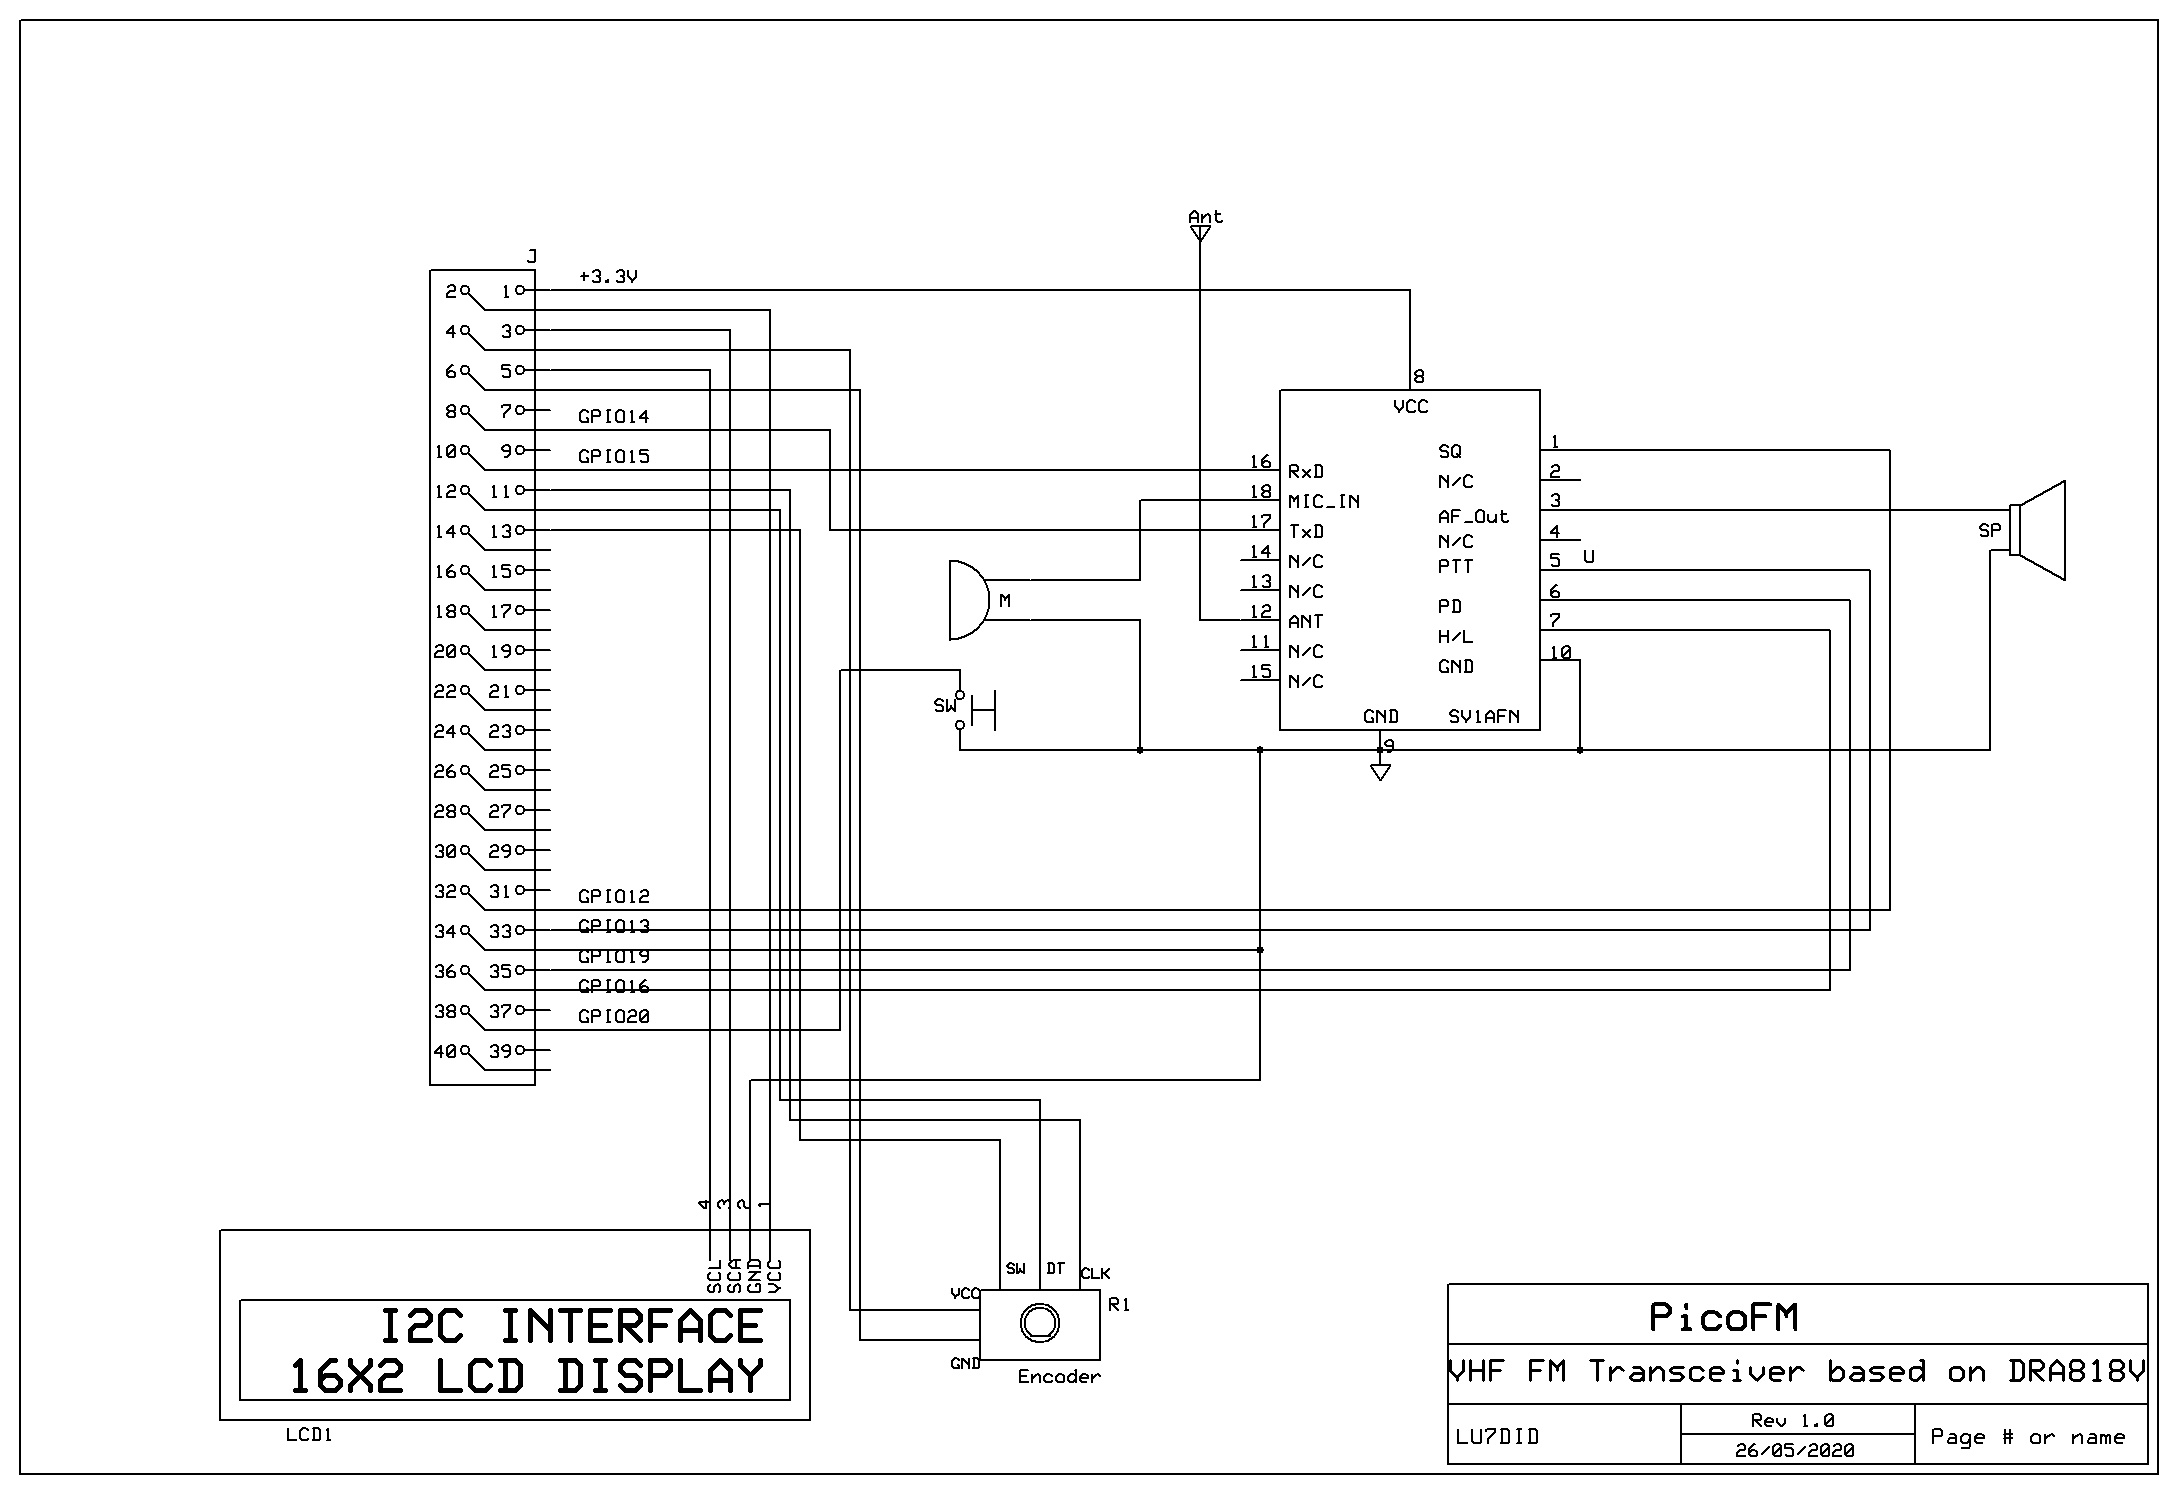 Ant
J
+3.3V
2 1
4 3
6 5
8 7
GPIO14
10 9
GPIO15
12 11
14 13
16 15
18 17
20 19
22 21
24 23
26 25
28 27
30 29
32 31
GPIO12
34 33
GPIO13
GPIO19
36 35
GPIO16
38 37
GPIO20
40 39
8
VCC
16 RxD
18 MIC_IN
17 TxD
14 N/C
13 N/C
12 ANT
11 N/C
15 N/C
SQ 1
N/C 2
AF_Out 3
N/C 4
PTT 5
U
PD 6
H/L 7
GND 10
GND
SV1AFN
9
M
SW
SP
4 3 2 1
SCL SCA GND VCC
I2C INTERFACE
16X2 LCD DISPLAY
LCD1
SW DT CLK
VCC
R1
GND
Encoder
PicoFM
VHF FM Transceiver based on DRA818V
LU7DID
Rev 1.0
26/05/2020
Page # or name